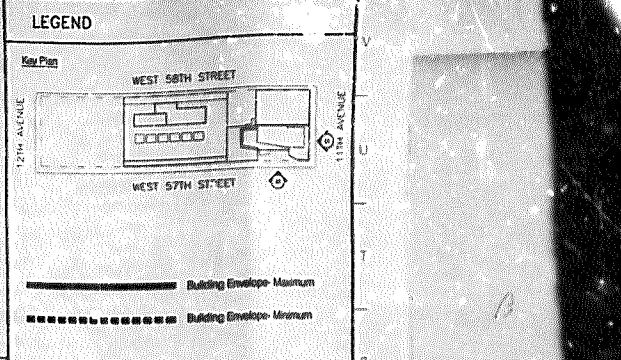 LEGEND
Key Plan
WEST 58TH STREET
12TH AVENUE
11TH AVENUE
WEST 57TH STREET
Building Envelope- Maximum
Building Envelope- Minimum
V
U
T